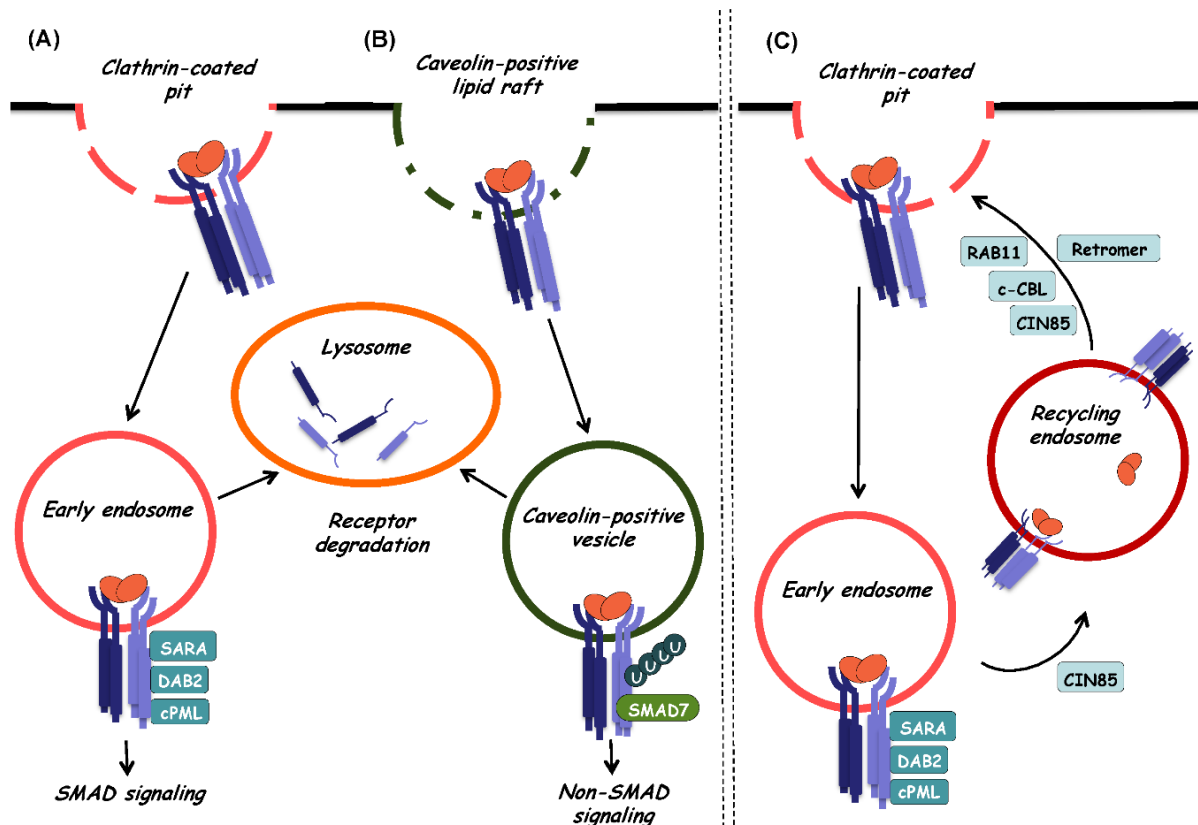 (A)
Clathrin-coated
pit
(B)
Caveolin-positive
lipid raft
Lysosome
Receptor
degradation
Early endosome
SARA
DAB2
cPML
SMAD signaling
Caveolin-positive
vesicle
U U U U
SMAD7
Non-SMAD
signaling
(C)
Clathrin-coated
pit
RAB11
Retromer
c-CBL
CIN85
Recycling
endosome
Early endosome
CIN85
SARA
DAB2
cPML